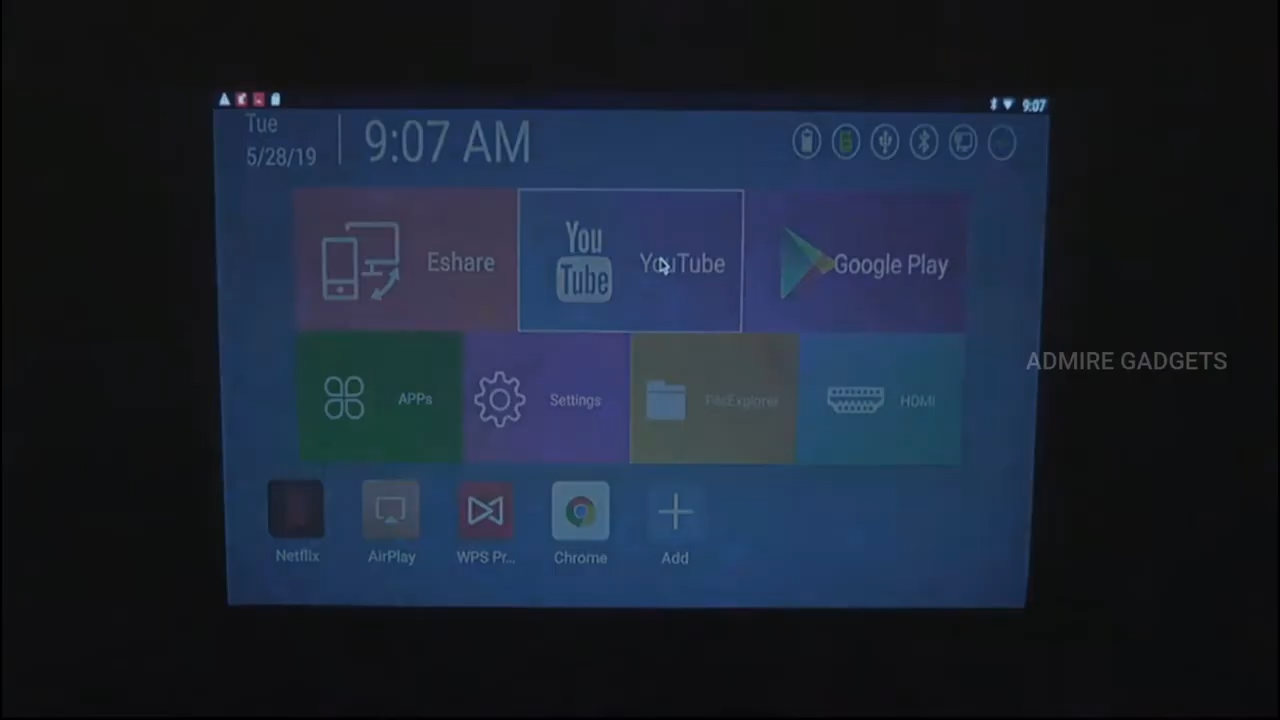 9:07
Tue
5/28/19
9:07 AM
Eshare
You
Tube
YouTube
Google Play
APPs
Settings
FileExplorer
HDMI
ADMIRE GADGETS
Netflix
AirPlay
WPS Pr...
Chrome
Add